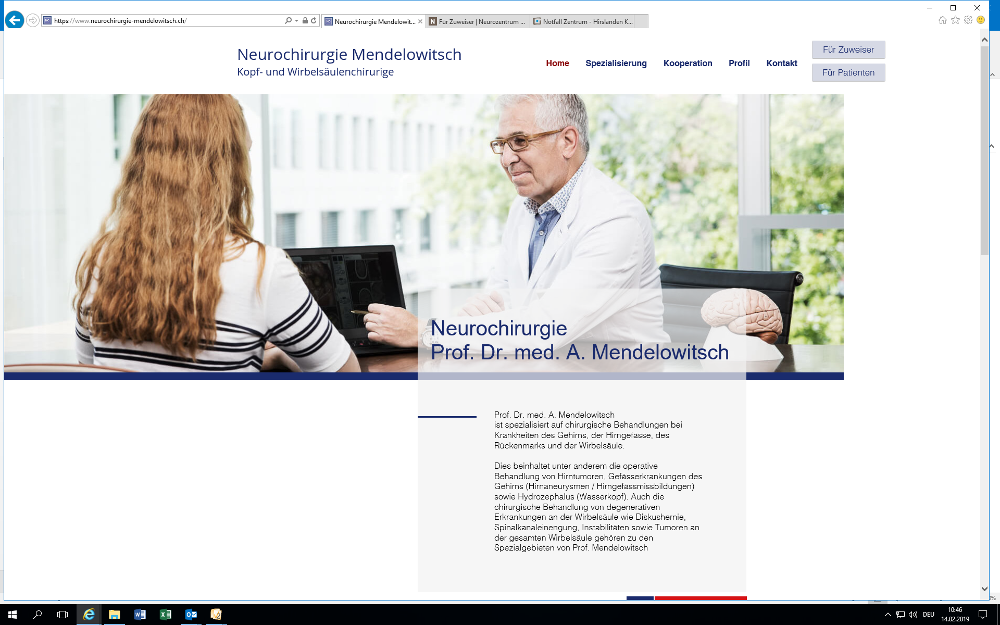 https://www.neurochirurgie-mendelowitsch.ch/
Neurochirurgie Mendelowit...
Für Zuweiser | Neurozentrum ...
Notfall Zentrum - Hirslanden K...
Neurochirurgie Mendelowitsch
Kopf- und Wirbelsäulenchirurige
Home
Spezialisierung
Kooperation
Profil
Kontakt
Für Zuweiser
Für Patienten
Neurochirurgie
Prof. Dr. med. A. Mendelowitsch
Prof. Dr. med. A. Mendelowitsch
ist spezialisiert auf chirurgische Behandlungen bei
Krankheiten des Gehirns, der Hirngefässe, des
Rückenmarks und der Wirbelsäule.
Dies beinhaltet unter anderem die operative
Behandlung von Hirntumoren, Gefässerkrankungen des
Gehirns (Hirnaneurysmen / Hirngefässmissbildungen)
sowie Hydrozephalus (Wasserkopf). Auch die
chirurgische Behandlung von degenerativen
Erkrankungen an der Wirbelsäule wie Diskushernie,
Spinalkanaleinengung, Instabilitäten sowie Tumoren an
der gesamten Wirbelsäule gehören zu den
Spezialgebieten von Prof. Mendelowitsch
DEU
10:46
14.02.2019